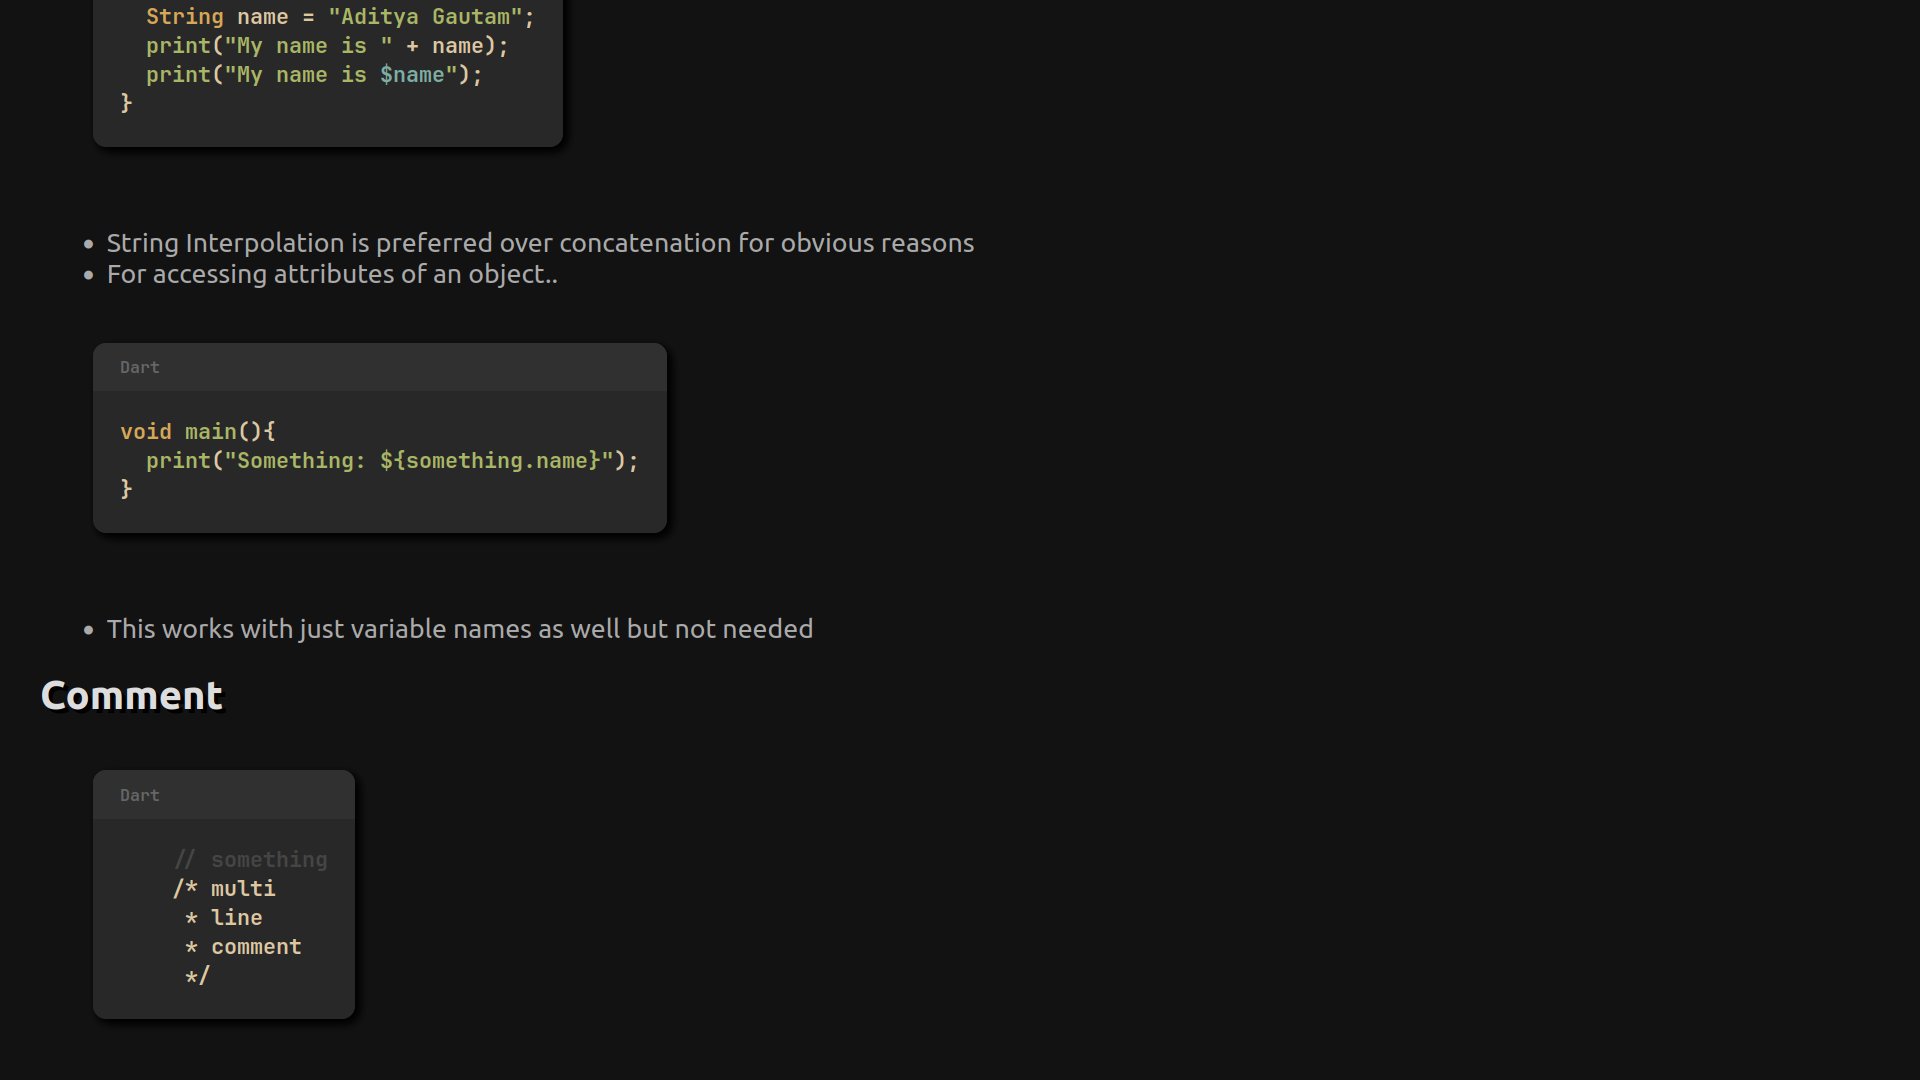 String name = "Aditya Gautam";
print("My name is " + name);
print("My name is $name");
}
• String Interpolation is preferred over concatenation for obvious reasons
• For accessing attributes of an object..
Dart
void main(){
print("Something: ${something.name}");
}
• This works with just variable names as well but not needed
Comment
Dart
// something
/* multi
* line
* comment
*/